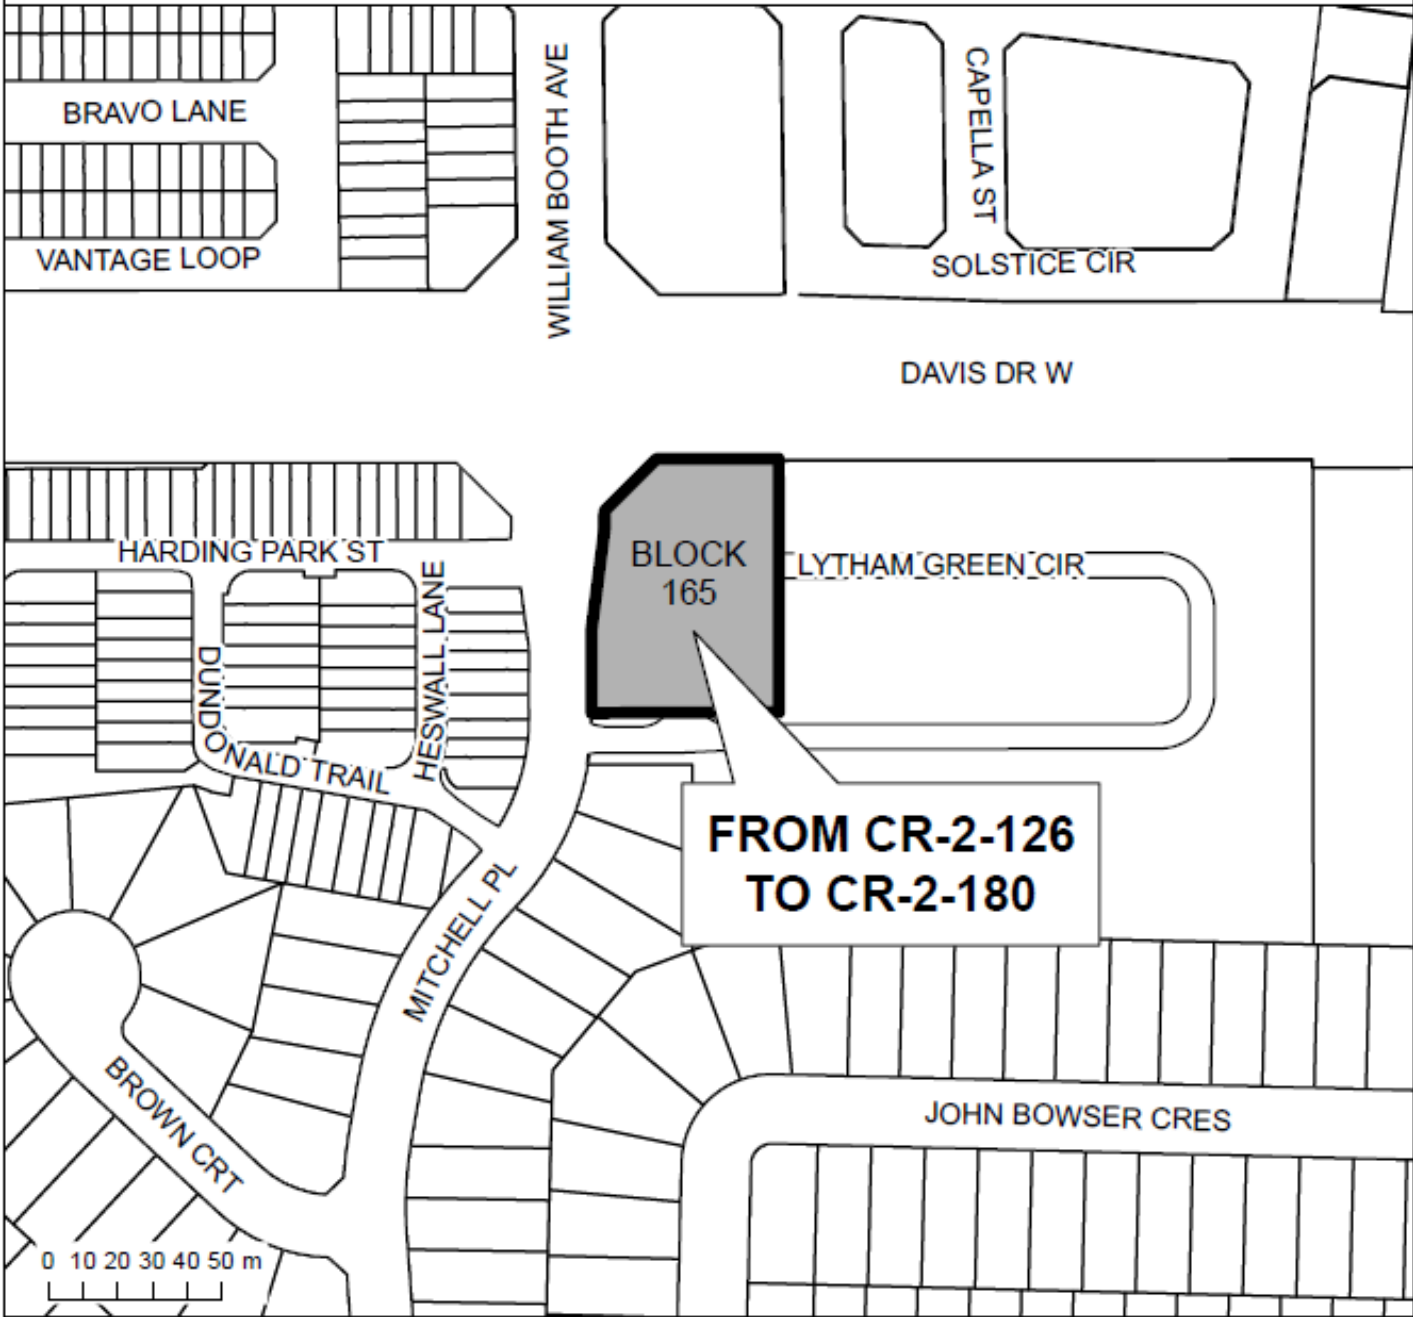 BRAVO LANE
VANTAGE LOOP
WILLIAM BOOTH AVE
CAPELLA ST
SOLSTICE CIR
DAVIS DR W
HARDING PARK ST
BLOCK
165
LYTHAM GREEN CIR
HESWALL LANE
DUNDONALD TRAIL
FROM CR-2-126
TO CR-2-180
MITCHELL PL
BROWN CRT
JOHN BOWSER CRES
0 10 20 30 40 50 m